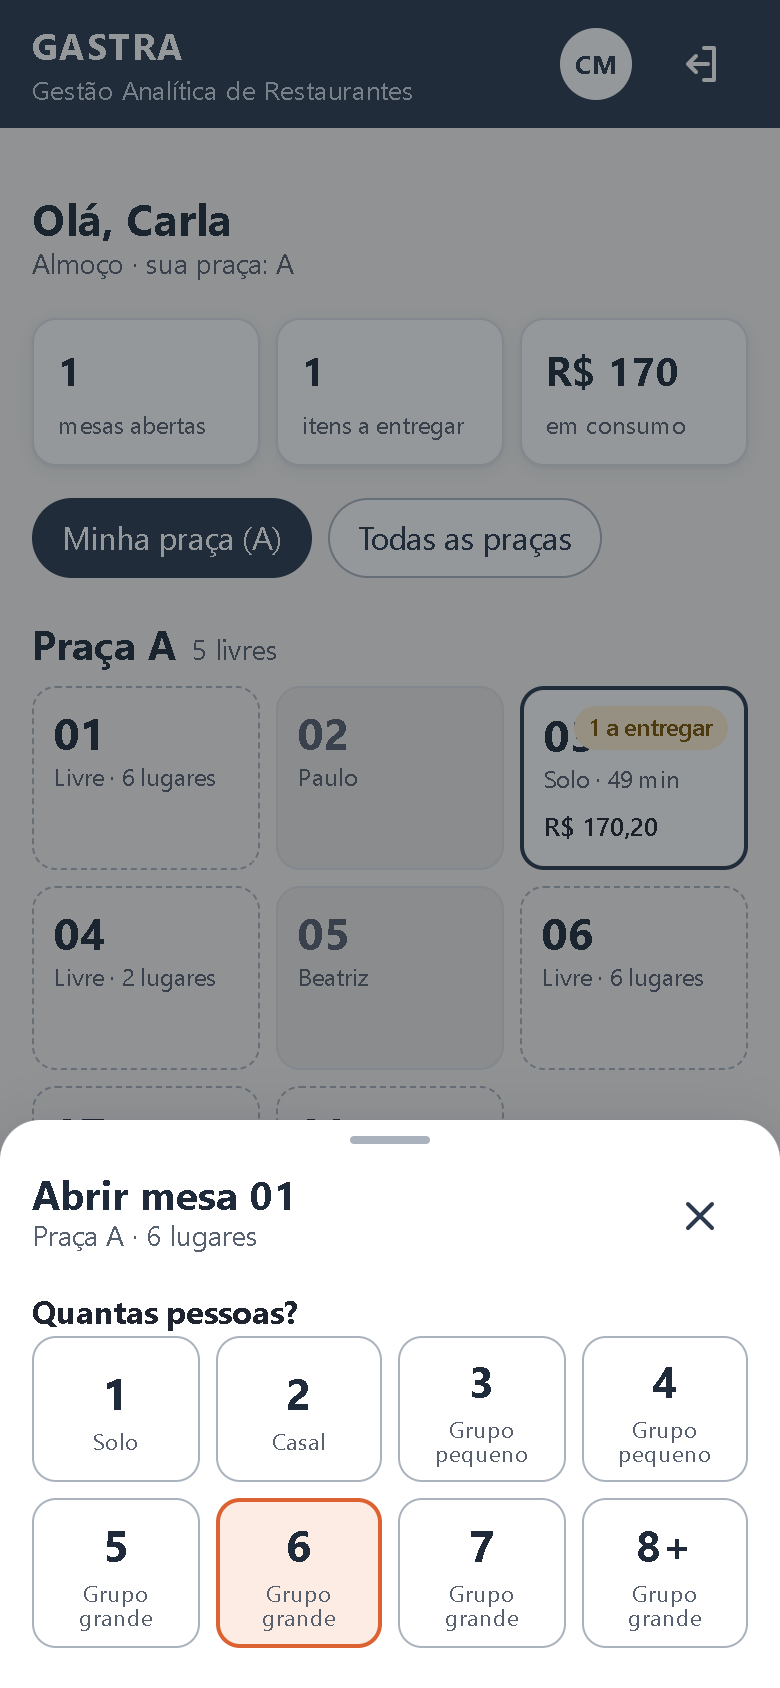 GASTRA
Gestão Analítica de Restaurantes
CM
Olá, Carla
Almoço · sua praça: A
1
mesas abertas
1
itens a entregar
R$ 170
em consumo
Minha praça (A)
Todas as praças
Praça A 5 livres
01
Livre · 6 lugares
02
Paulo
1 a entregar
Solo · 49 min
R$ 170,20
04
Livre · 2 lugares
05
Beatriz
06
Livre · 6 lugares
Abrir mesa 01
Praça A · 6 lugares
Quantas pessoas?
1
Solo
2
Casal
3
Grupo
pequeno
4
Grupo
pequeno
5
Grupo
grande
6
Grupo
grande
7
Grupo
grande
8+
Grupo
grande